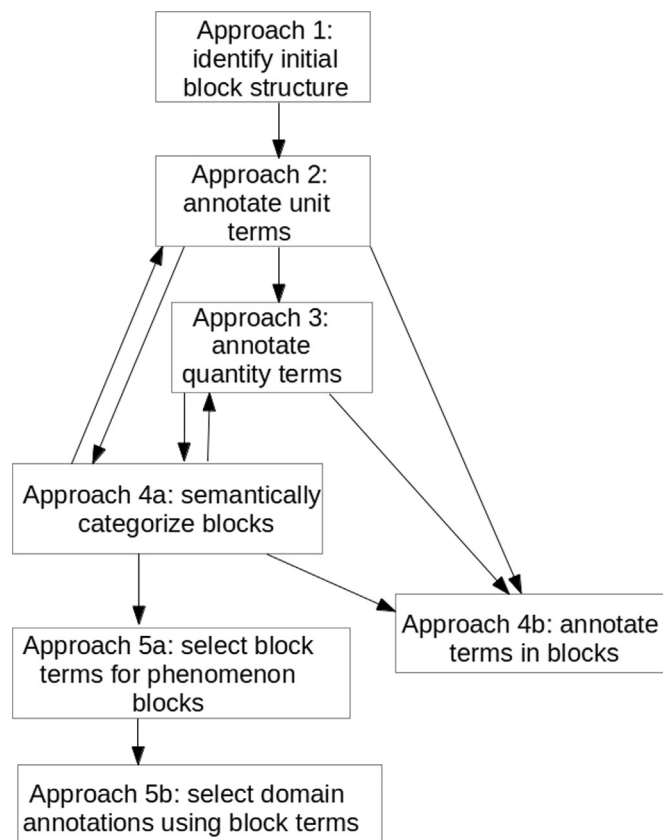 Approach 1:
identify initial
block structure
Approach 2:
annotate unit
terms
Approach 3:
annotate
quantity terms
Approach 4a: semantically
categorize blocks
Approach 4b: annotate
terms in blocks
Approach 5a: select block
terms for phenomenon
blocks
Approach 5b: select domain
annotations using block terms